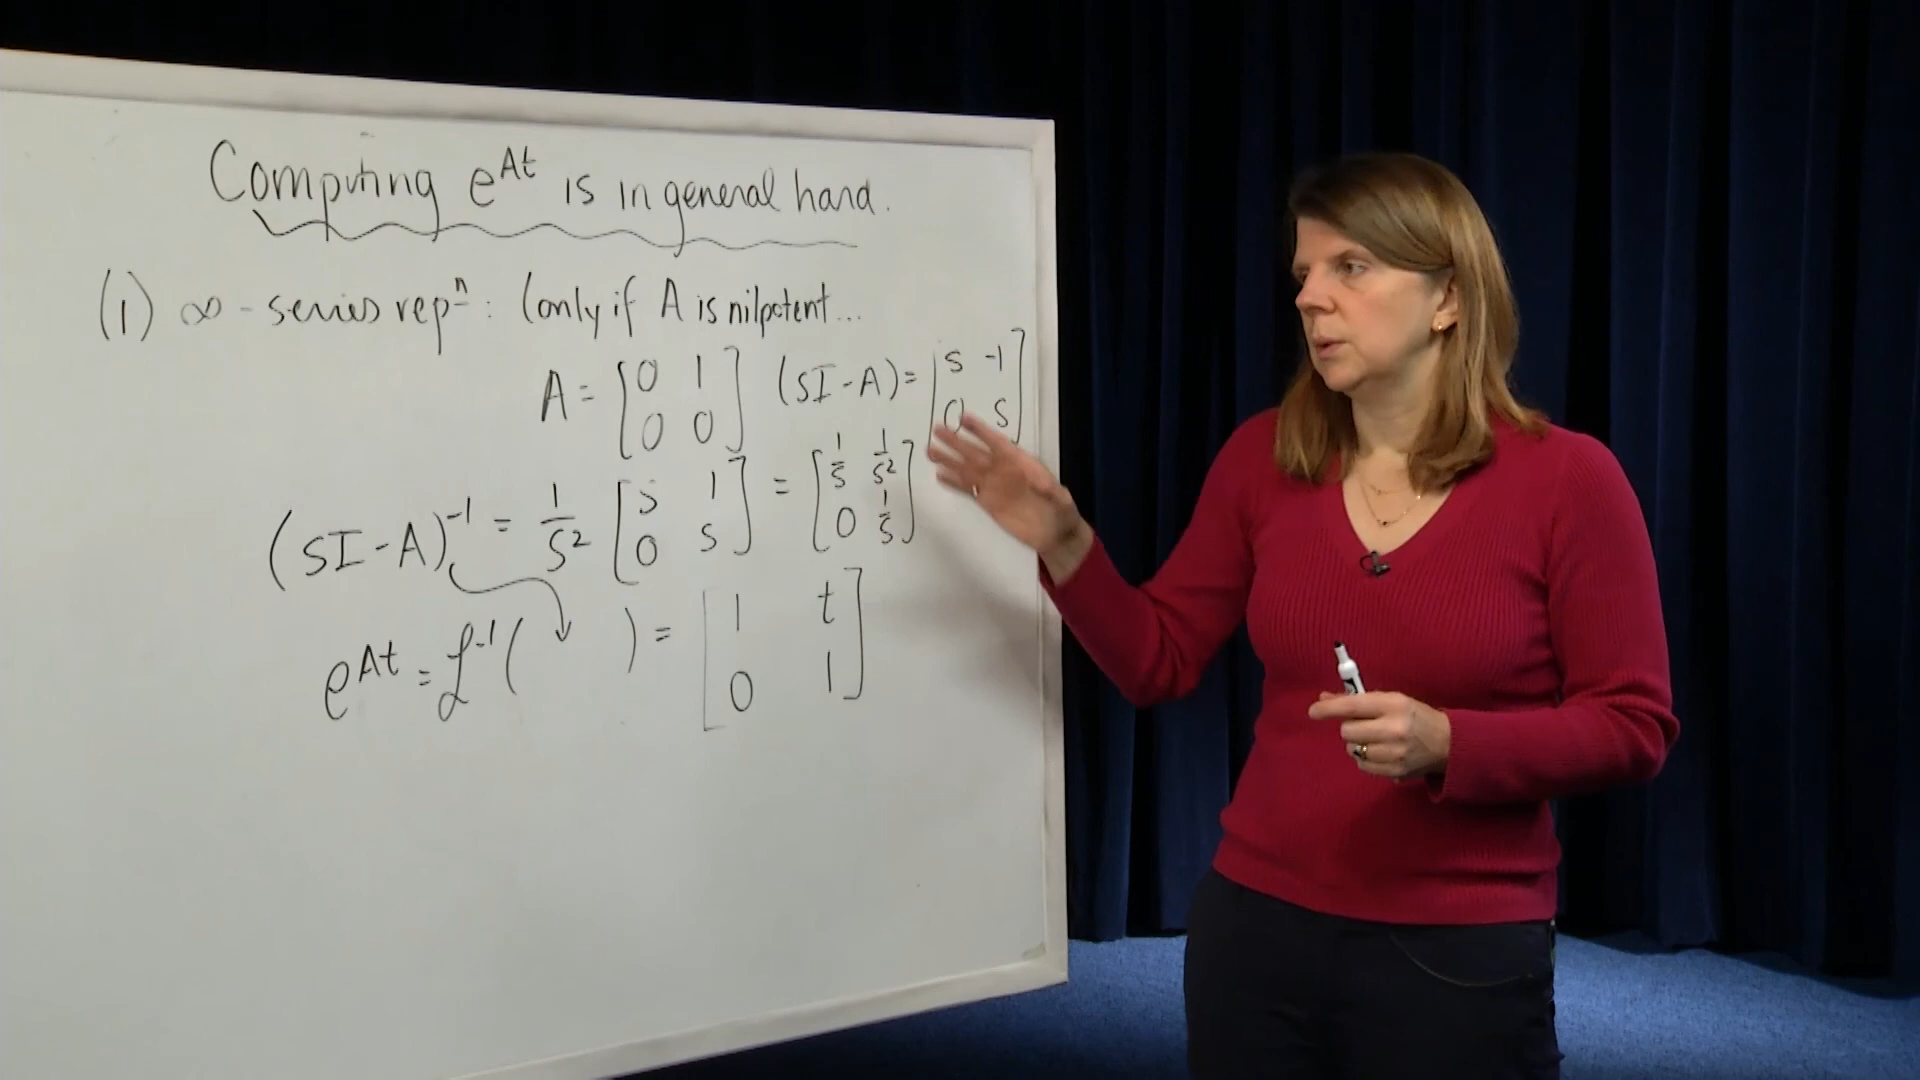 Computing e^{At} is in general hard.
(1) ∞-series rep^n: (only if A is nilpotent...
A = [0 1; 0 0] (sI-A) = [s -1; 0 s]
(sI-A)^{-1} = 1/s^2 [s 1; 0 s] = [1/s 1/s^2; 0 1/s]
e^{At} = ℒ^{-1}( ) = [1 t; 0 1]